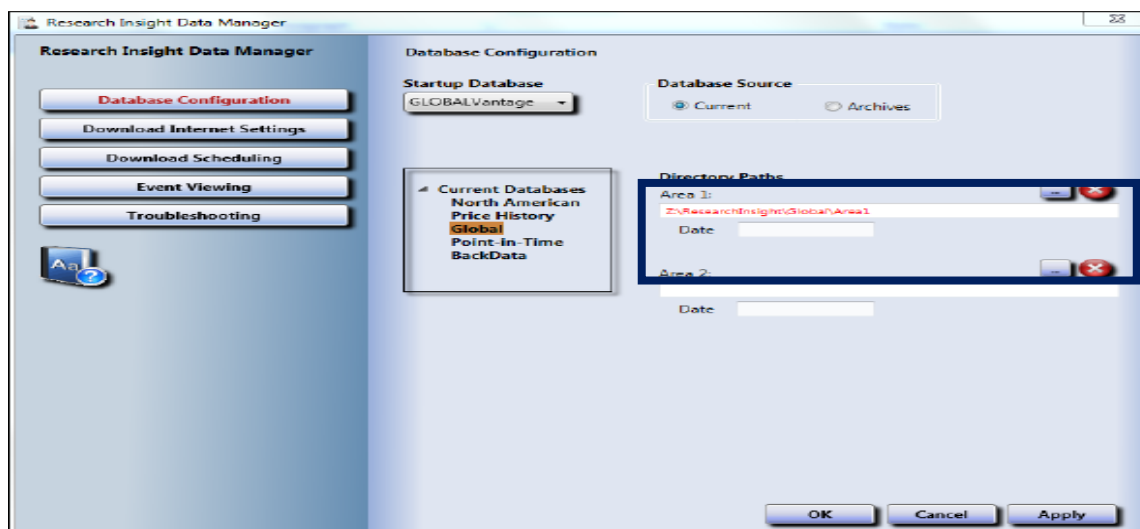 Research Insight Data Manager
Research Insight Data Manager
Database Configuration
Download Internet Settings
Download Scheduling
Event Viewing
Troubleshooting
Aa ?
Database Configuration
Startup Database
GLOBALVantage
Database Source
Current
Archives
Current Databases
North American
Price History
Global
Point-in-Time
BackData
Directory Paths
Area 1:
...
Z:\ResearchInsight\Global\Area1
Date
Area 2:
...
Date
OK
Cancel
Apply